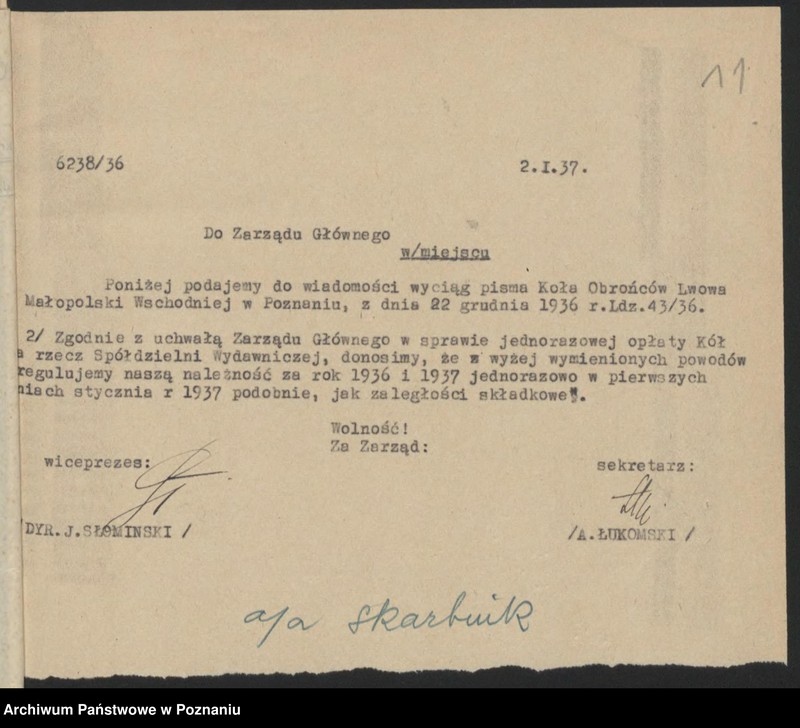 11
6238/36 2.I.37.
Do Zarządu Głównego
w/miejscu
Poniżej podajemy do wiadomości wyciąg pisma Koła Obrońców Lwowa
Małopolski Wschodniej w Poznaniu, z dnia 22 grudnia 1936 r.Ldz.43/36.
2/ Zgodnie z uchwałą Zarządu Głównego w sprawie jednorazowej opłaty Kół
a rzecz Spółdzielni Wydawniczej, donosimy, że z wyżej wymienionych powodów
regulujemy naszą należność za rok 1936 i 1937 jednorazowo w pierwszych
niach stycznia r 1937 podobnie, jak zaległości składkowe".
Wolność!
Za Zarząd:
wiceprezes: sekretarz:
/DYR.J.SŁOMINSKI / /A.ŁUKOMSKI /
a/a skarbnik
Archiwum Państwowe w Poznaniu